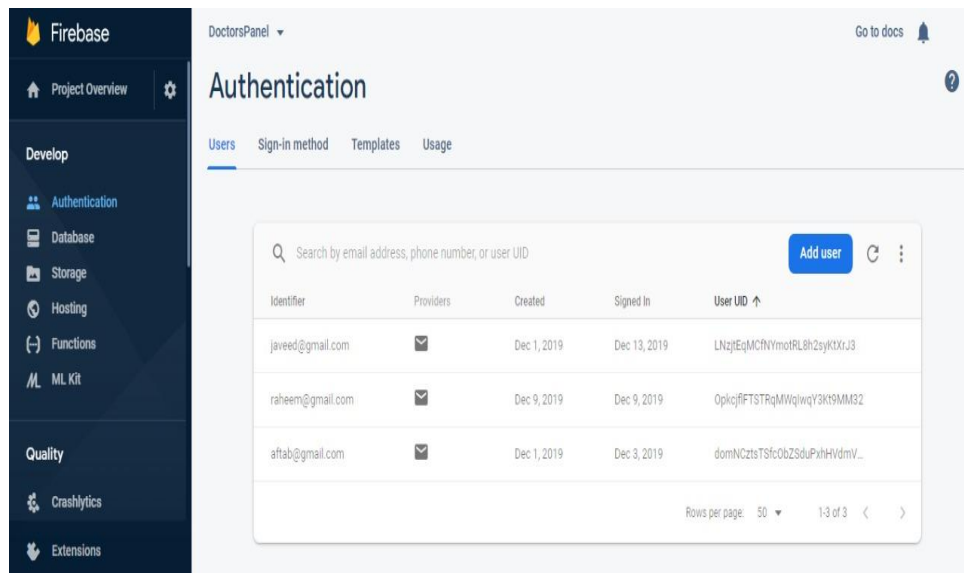 Firebase
Project Overview
Develop
Authentication
Database
Storage
Hosting
Functions
ML Kit
Quality
Crashlytics
Extensions
DoctorsPanel
Go to docs
Authentication
Users Sign-in method Templates Usage
Search by email address, phone number, or user UID
Add user
Identifier Providers Created Signed In User UID
javeed@gmail.com Dec 1, 2019 Dec 13, 2019 LNzjtEqMCfNYmotRL8h2syKtXrJ3
raheem@gmail.com Dec 9, 2019 Dec 9, 2019 OpkcjflFTSTRqMWqIwqY3Kt9MM32
aftab@gmail.com Dec 1, 2019 Dec 3, 2019 domNCztsTSfcObZSduPxhHVdmV...
Rows per page: 50 1-3 of 3